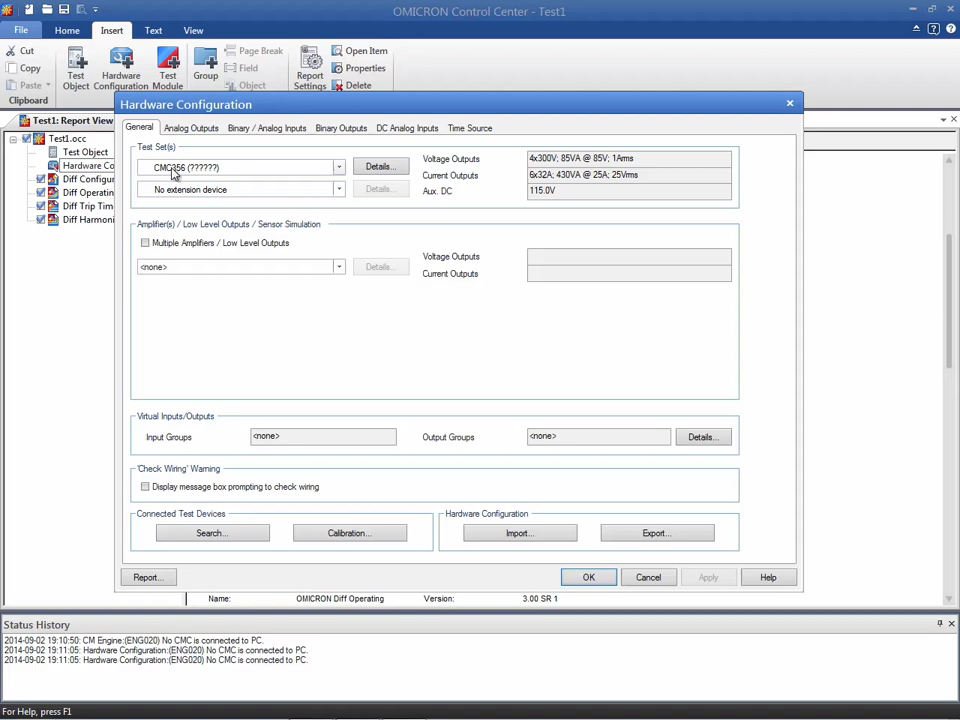 OMICRON Control Center - Test1
File
Home
Insert
Text
View
Cut
Copy
Paste
Clipboard
Test Object
Hardware Configuration
Test Module
Group
Page Break
Field
Object
Report Settings
Open Item
Properties
Delete
Test1: Report View
Test1.occ
Test Object
Hardware Co
Diff Configur
Diff Operatin
Diff Trip Time
Diff Harmoni
Hardware Configuration
General
Analog Outputs
Binary / Analog Inputs
Binary Outputs
DC Analog Inputs
Time Source
Test Set(s)
CMC356 (??????)
Details...
No extension device
Details...
Voltage Outputs
4x300V; 85VA @ 85V; 1Arms
Current Outputs
6x32A; 430VA @ 25A; 25Vrms
Aux. DC
115.0V
Amplifier(s) / Low Level Outputs / Sensor Simulation
Multiple Amplifiers / Low Level Outputs
<none>
Details...
Voltage Outputs
Current Outputs
Virtual Inputs/Outputs
Input Groups
<none>
Output Groups
<none>
Details...
'Check Wiring' Warning
Display message box prompting to check wiring
Connected Test Devices
Search...
Calibration...
Hardware Configuration
Import...
Export...
Report...
OK
Cancel
Apply
Help
Name:
OMICRON Diff Operating
Version:
3.00 SR 1
Status History
2014-09-02 19:10:50: CM Engine:(ENG020) No CMC is connected to PC.
2014-09-02 19:11:05: Hardware Configuration:(ENG020) No CMC is connected to PC.
2014-09-02 19:11:05: Hardware Configuration:(ENG020) No CMC is connected to PC.
For Help, press F1